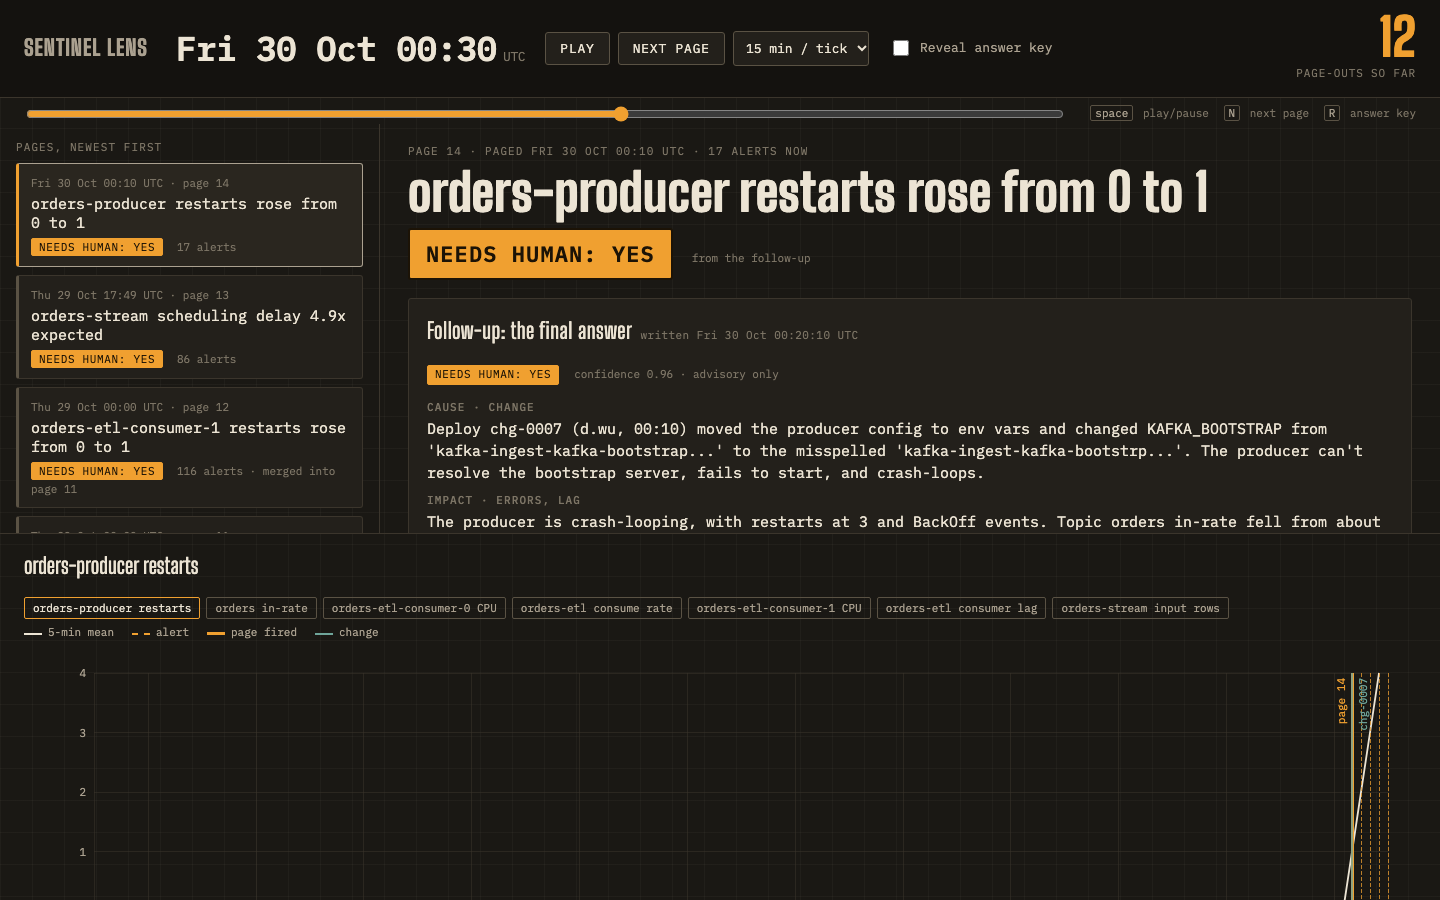 SENTINEL LENS
Fri 30 Oct 00:30 UTC
PLAY
NEXT PAGE
15 min / tick
Reveal answer key
12
PAGE-OUTS SO FAR
space play/pause N next page R answer key
PAGES, NEWEST FIRST
Fri 30 Oct 00:10 UTC · page 14
orders-producer restarts rose from
0 to 1
NEEDS HUMAN: YES 17 alerts
Thu 29 Oct 17:49 UTC · page 13
orders-stream scheduling delay 4.9x
expected
NEEDS HUMAN: YES 86 alerts
Thu 29 Oct 00:00 UTC · page 12
orders-etl-consumer-1 restarts rose
from 0 to 1
NEEDS HUMAN: YES 116 alerts · merged into
page 11
PAGE 14 · PAGED FRI 30 OCT 00:10 UTC · 17 ALERTS NOW
orders-producer restarts rose from 0 to 1
NEEDS HUMAN: YES from the follow-up
Follow-up: the final answer written Fri 30 Oct 00:20:10 UTC
NEEDS HUMAN: YES confidence 0.96 · advisory only
CAUSE · CHANGE
Deploy chg-0007 (d.wu, 00:10) moved the producer config to env vars and changed KAFKA_BOOTSTRAP from
'kafka-ingest-kafka-bootstrap...' to the misspelled 'kafka-ingest-kafka-bootstrp...'. The producer can't
resolve the bootstrap server, fails to start, and crash-loops.
IMPACT · ERRORS, LAG
The producer is crash-looping, with restarts at 3 and BackOff events. Topic orders in-rate fell from about
orders-producer restarts
orders-producer restarts
orders in-rate
orders-etl-consumer-0 CPU
orders-etl consume rate
orders-etl-consumer-1 CPU
orders-etl consumer lag
orders-stream input rows
5-min mean
alert
page fired
change
4
3
2
1
page 14
chg-0007